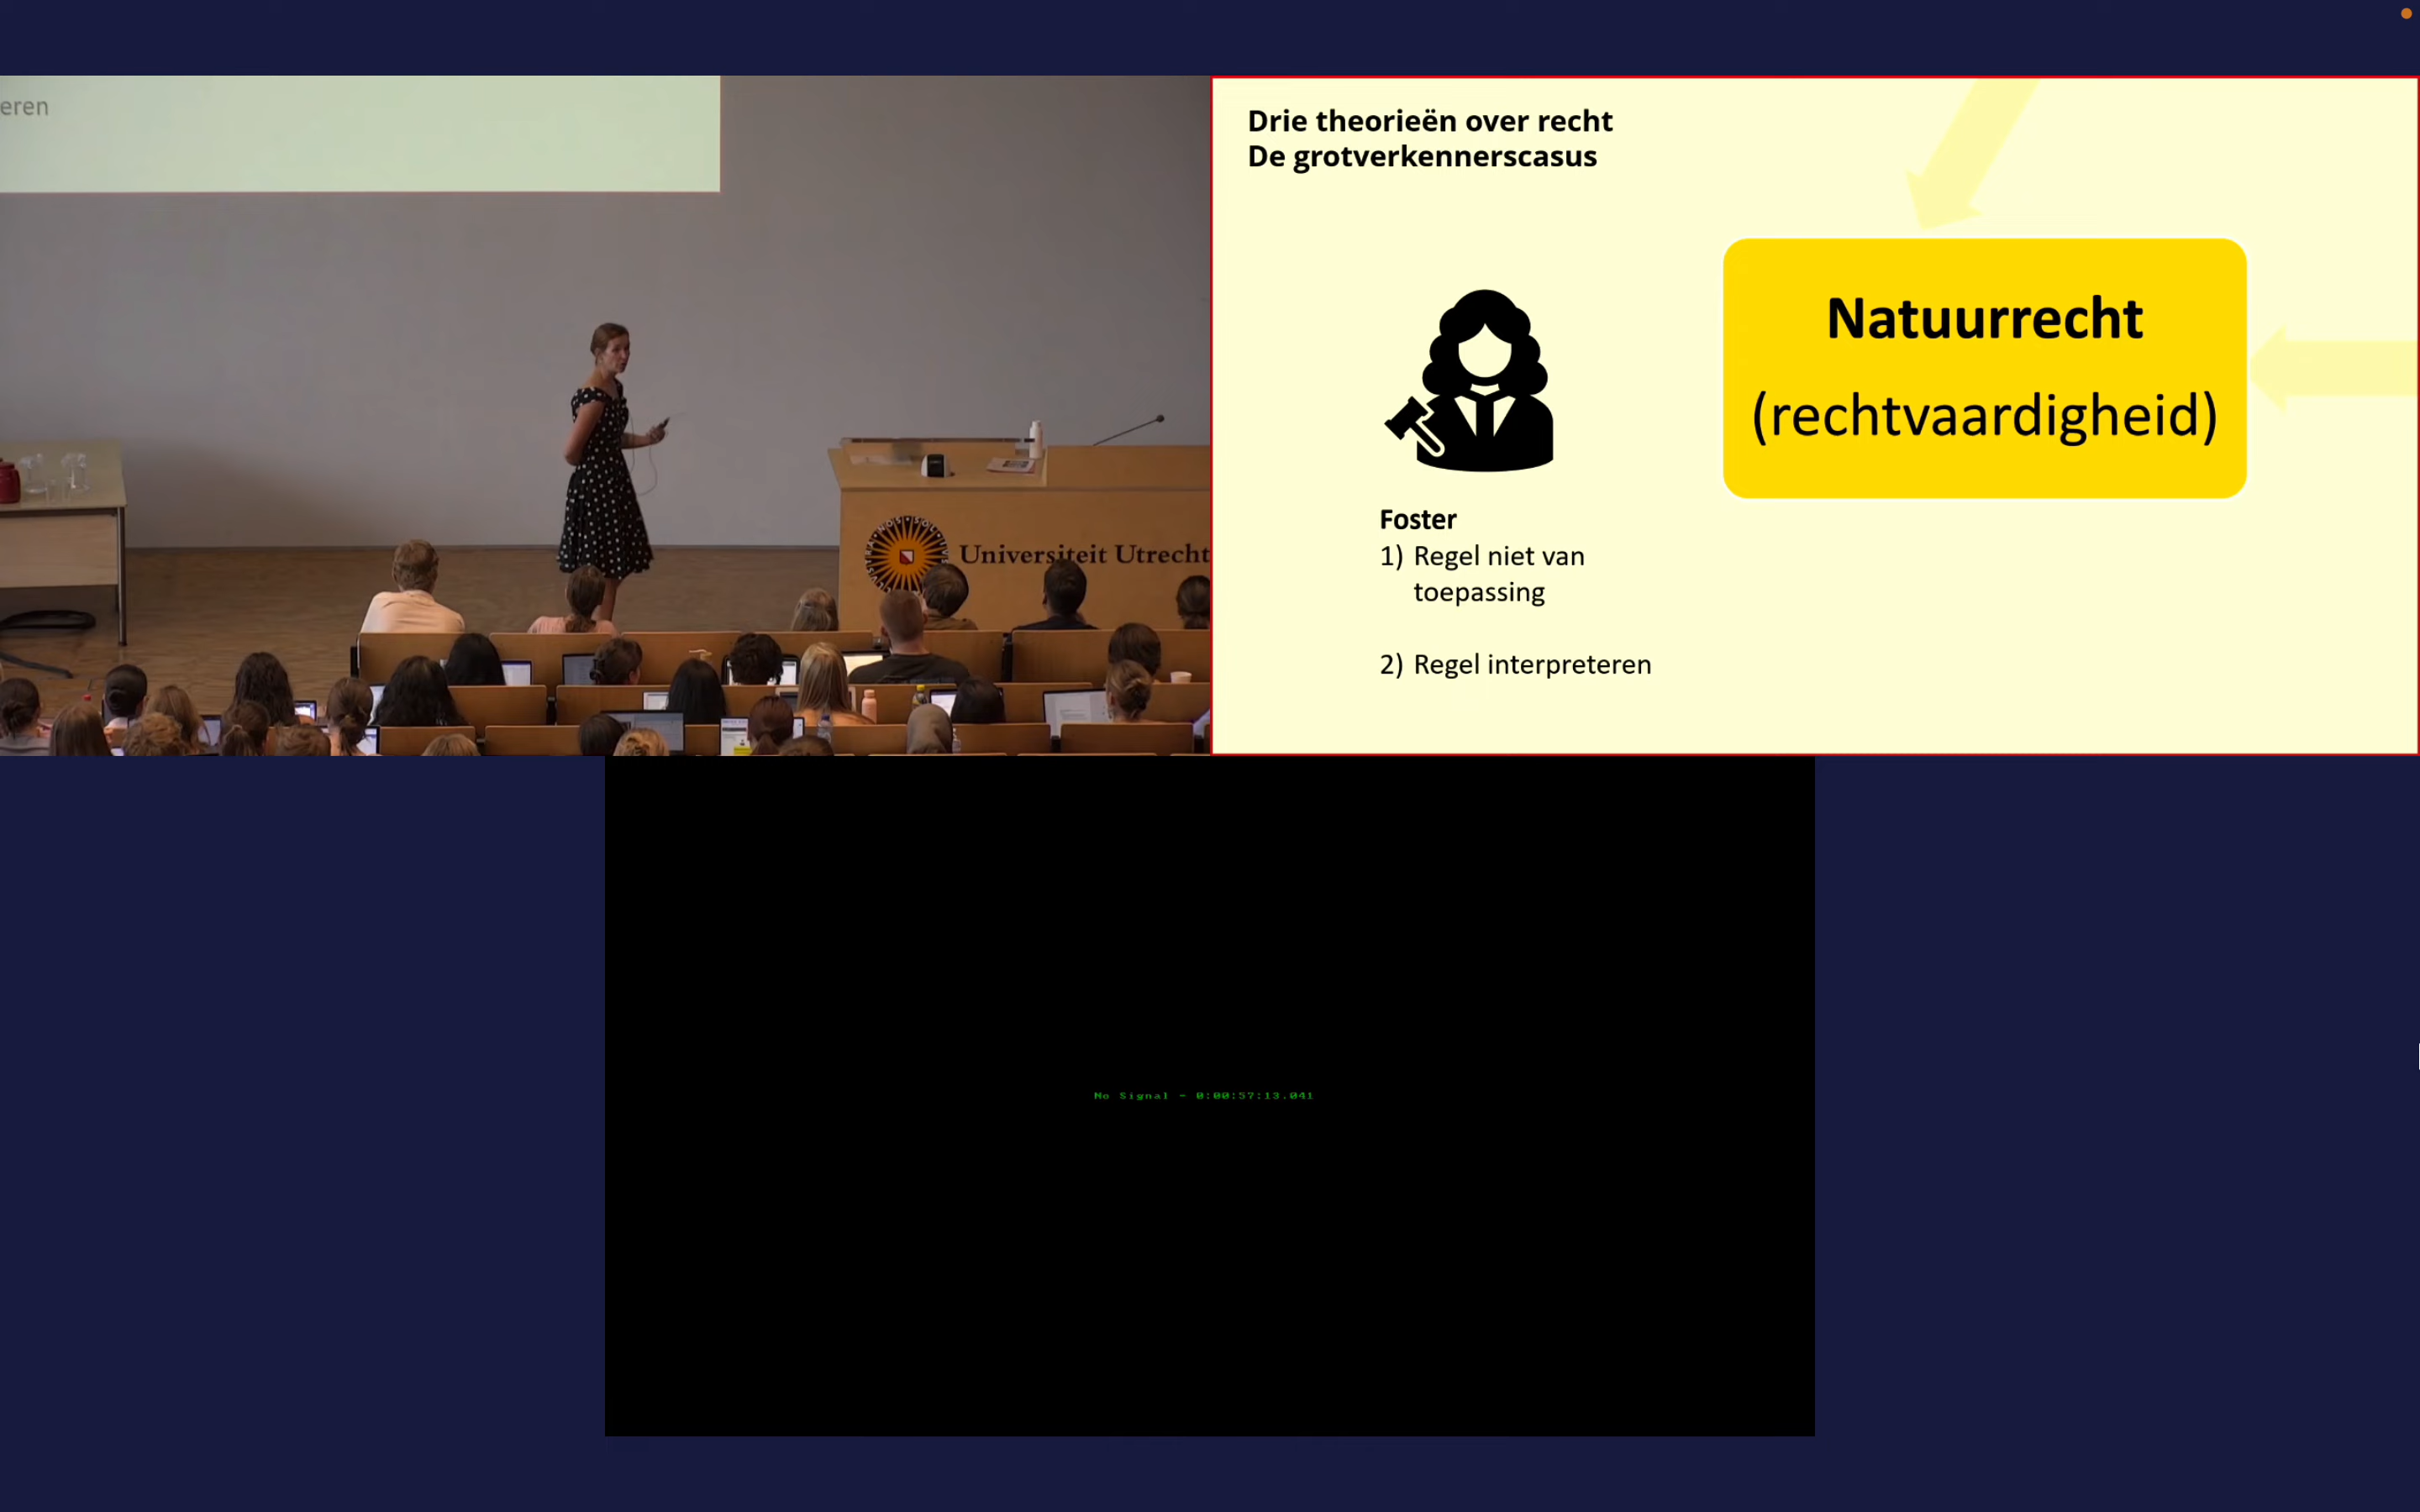 eren
Universiteit Utrecht
Drie theorieën over recht
De grotverkennerscasus
Natuurrecht
(rechtvaardigheid)
Foster
1) Regel niet van
toepassing
2) Regel interpreteren
No Signal - 0:00:57:13.041